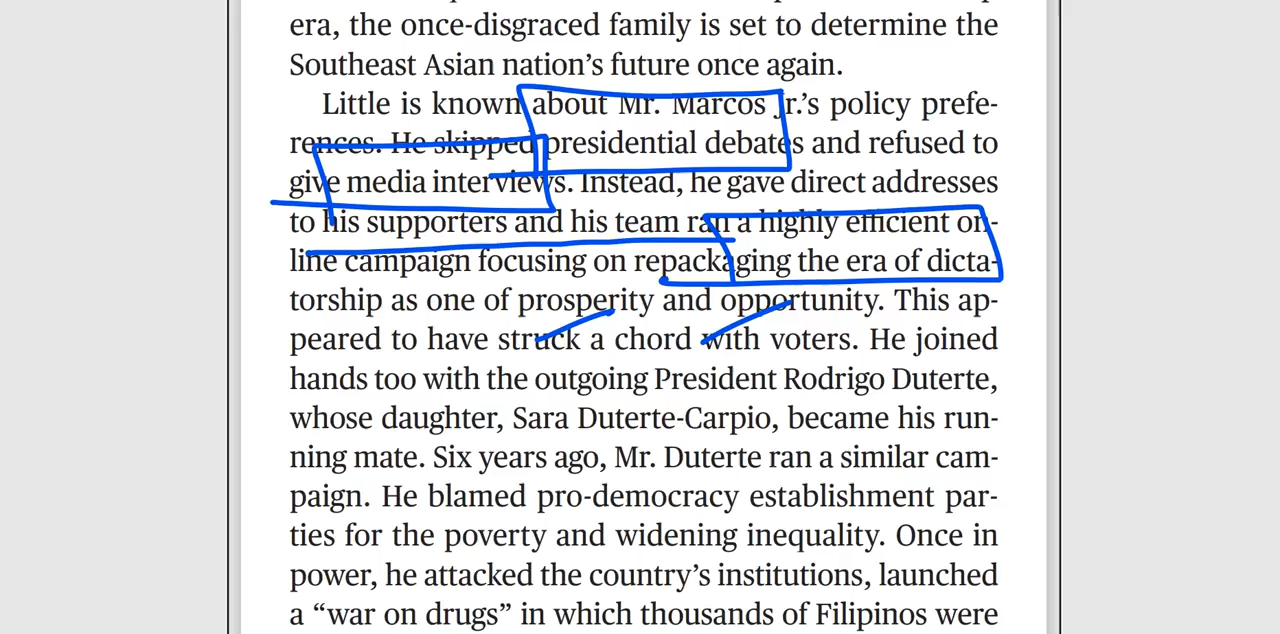 era, the once-disgraced family is set to determine the
Southeast Asian nation's future once again.
Little is known about Mr. Marcos Jr.'s policy prefe-
rences. He skipped presidential debates and refused to
give media interviews. Instead, he gave direct addresses
to his supporters and his team ran a highly efficient on-
line campaign focusing on repackaging the era of dicta-
torship as one of prosperity and opportunity. This ap-
peared to have struck a chord with voters. He joined
hands too with the outgoing President Rodrigo Duterte,
whose daughter, Sara Duterte-Carpio, became his run-
ning mate. Six years ago, Mr. Duterte ran a similar cam-
paign. He blamed pro-democracy establishment par-
ties for the poverty and widening inequality. Once in
power, he attacked the country's institutions, launched
a “war on drugs” in which thousands of Filipinos were